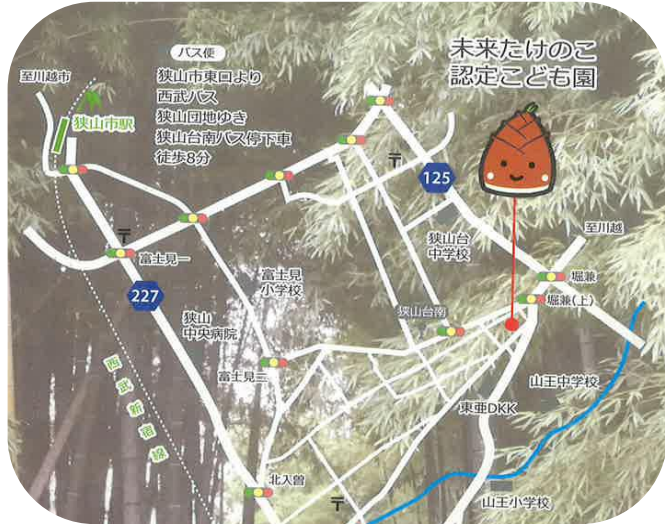 バス便
狭山市東口より
西武バス
狭山団地ゆき
狭山台南バス停下車
徒歩8分
未来たけのこ
認定こども園
至川越市
狭山市駅
〒
125
狭山台
中学校
至川越
〒
富士見一
富士見
小学校
堀兼
堀兼(上)
227
狭山
中央病院
狭山台南
富士見二
西武新宿線
東亜DKK
山王中学校
北入曽
〒
山王小学校